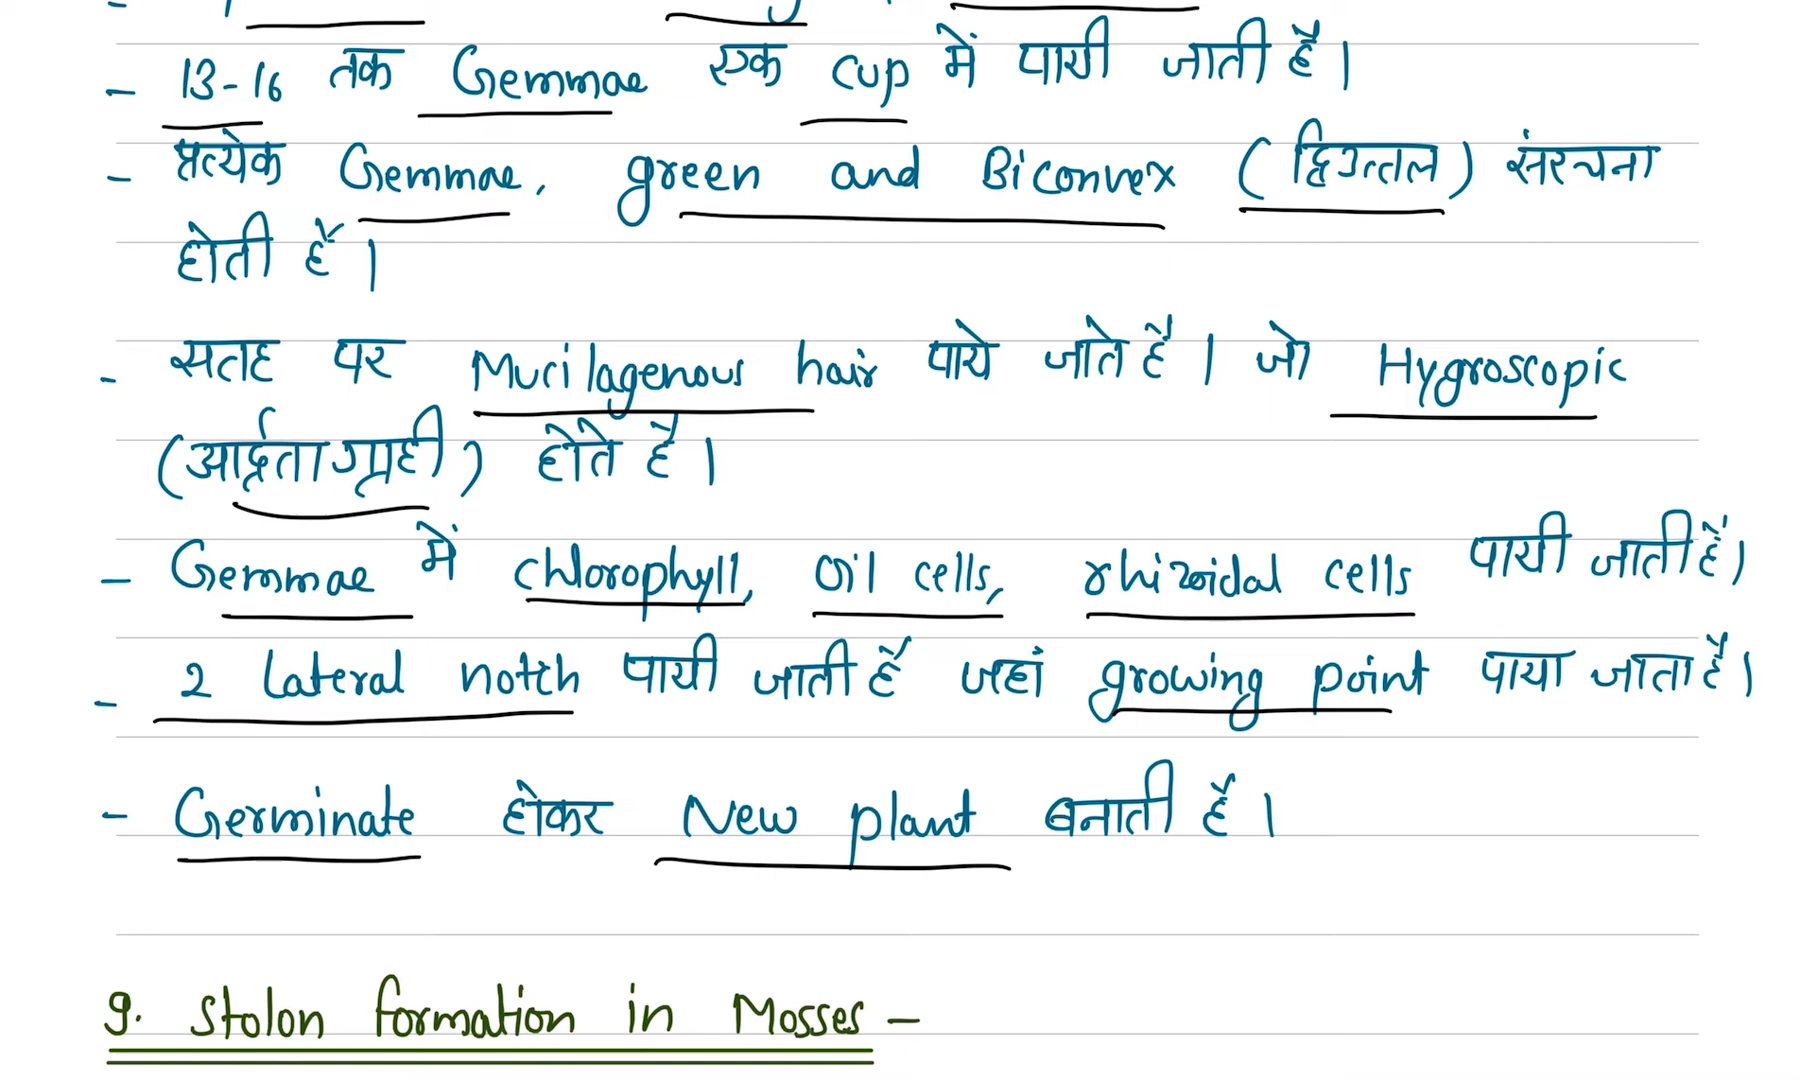 - 13-16 तक Gemmae एक cup में पायी जाती है।
- प्रत्येक Gemmae, green and Biconvex (द्विउत्तल) संरचना
होती हैं।
- सतह पर Mucilagenous hair पाये जाते है। जो Hygroscopic
(आर्द्रताग्राही) होते है।
- Gemmae में chlorophyll, oil cells, rhizoidal cells पायी जाती हैं।
- 2 lateral notch पायी जाती हैं जहां growing point पाया जाता है।
- Germinate होकर New plant बनाती हैं।
9. Stolon formation in Mosses -